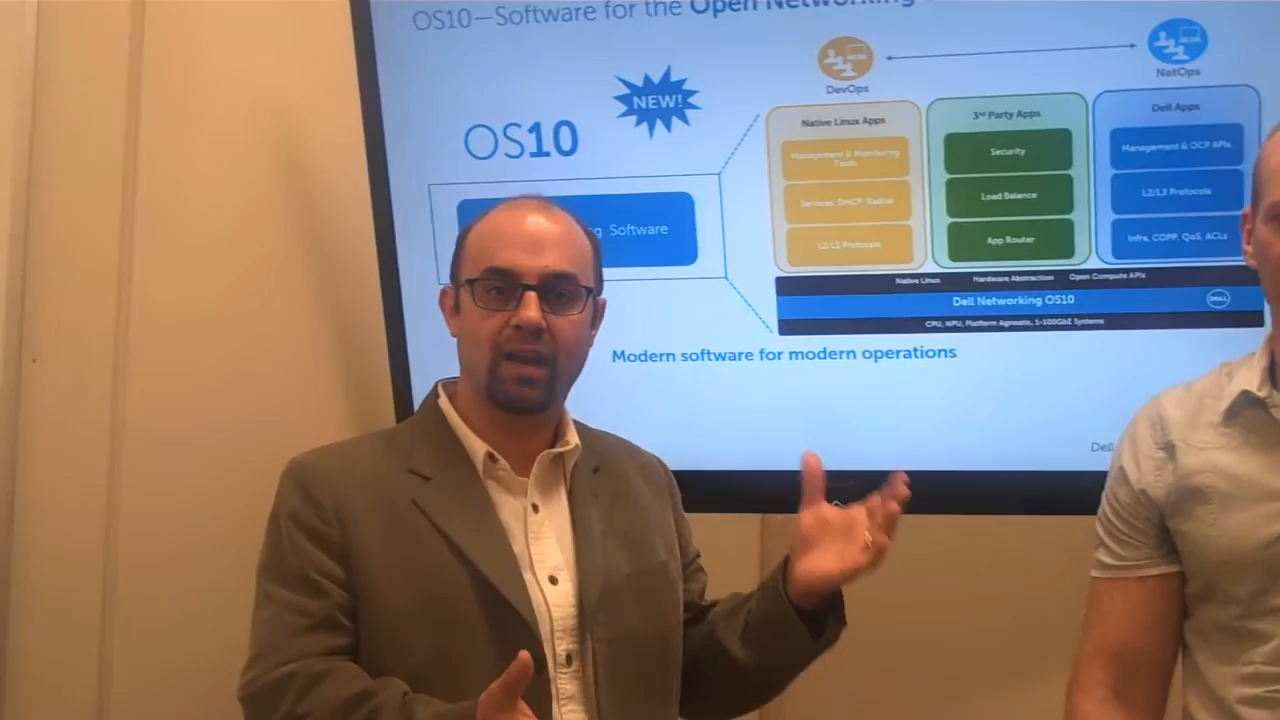 OS10—Software for the Open Networking
NEW!
OS10
ng Software
DevOps
NetOps
Native Linux Apps
Management & Monitoring
Tools
Services: DHCP, Radius
L2/L3 Protocols
3rd Party Apps
Security
Load Balance
App Router
Dell Apps
Management & OCP APIs
L2/L3 Protocols
Infra, COPP, QoS, ACLs
Native Linux Hardware Abstraction Open Compute APIs
Dell Networking OS10
DELL
CPU, NPU, Platform Agnostic, 1-100GbE Systems
Modern software for modern operations
Dell